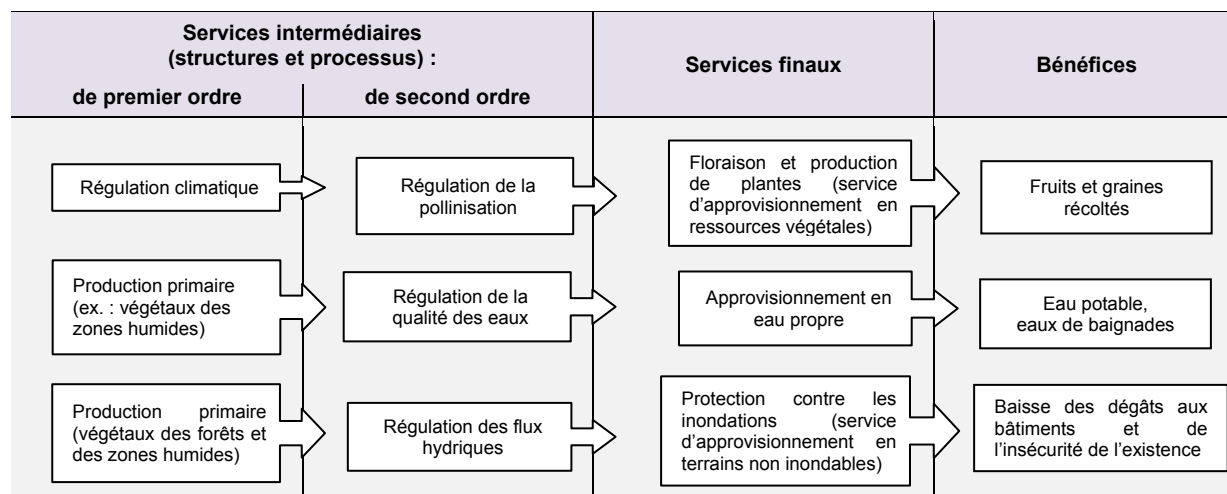 Services intermédiaires
(structures et processus) :
de premier ordre
de second ordre
Services finaux
Bénéfices
Régulation climatique
Régulation de la
pollinisation
Floraison et production
de plantes (service
d’approvisionnement en
ressources végétales)
Fruits et graines
récoltés
Production primaire
(ex. : végétaux des
zones humides)
Régulation de la
qualité des eaux
Approvisionnement en
eau propre
Eau potable,
eaux de baignades
Production primaire
(végétaux des forêts et
des zones humides)
Régulation des flux
hydriques
Protection contre les
inondations (service
d’approvisionnement en
terrains non inondables)
Baisse des dégâts aux
bâtiments et de
l’insécurité de l’existence